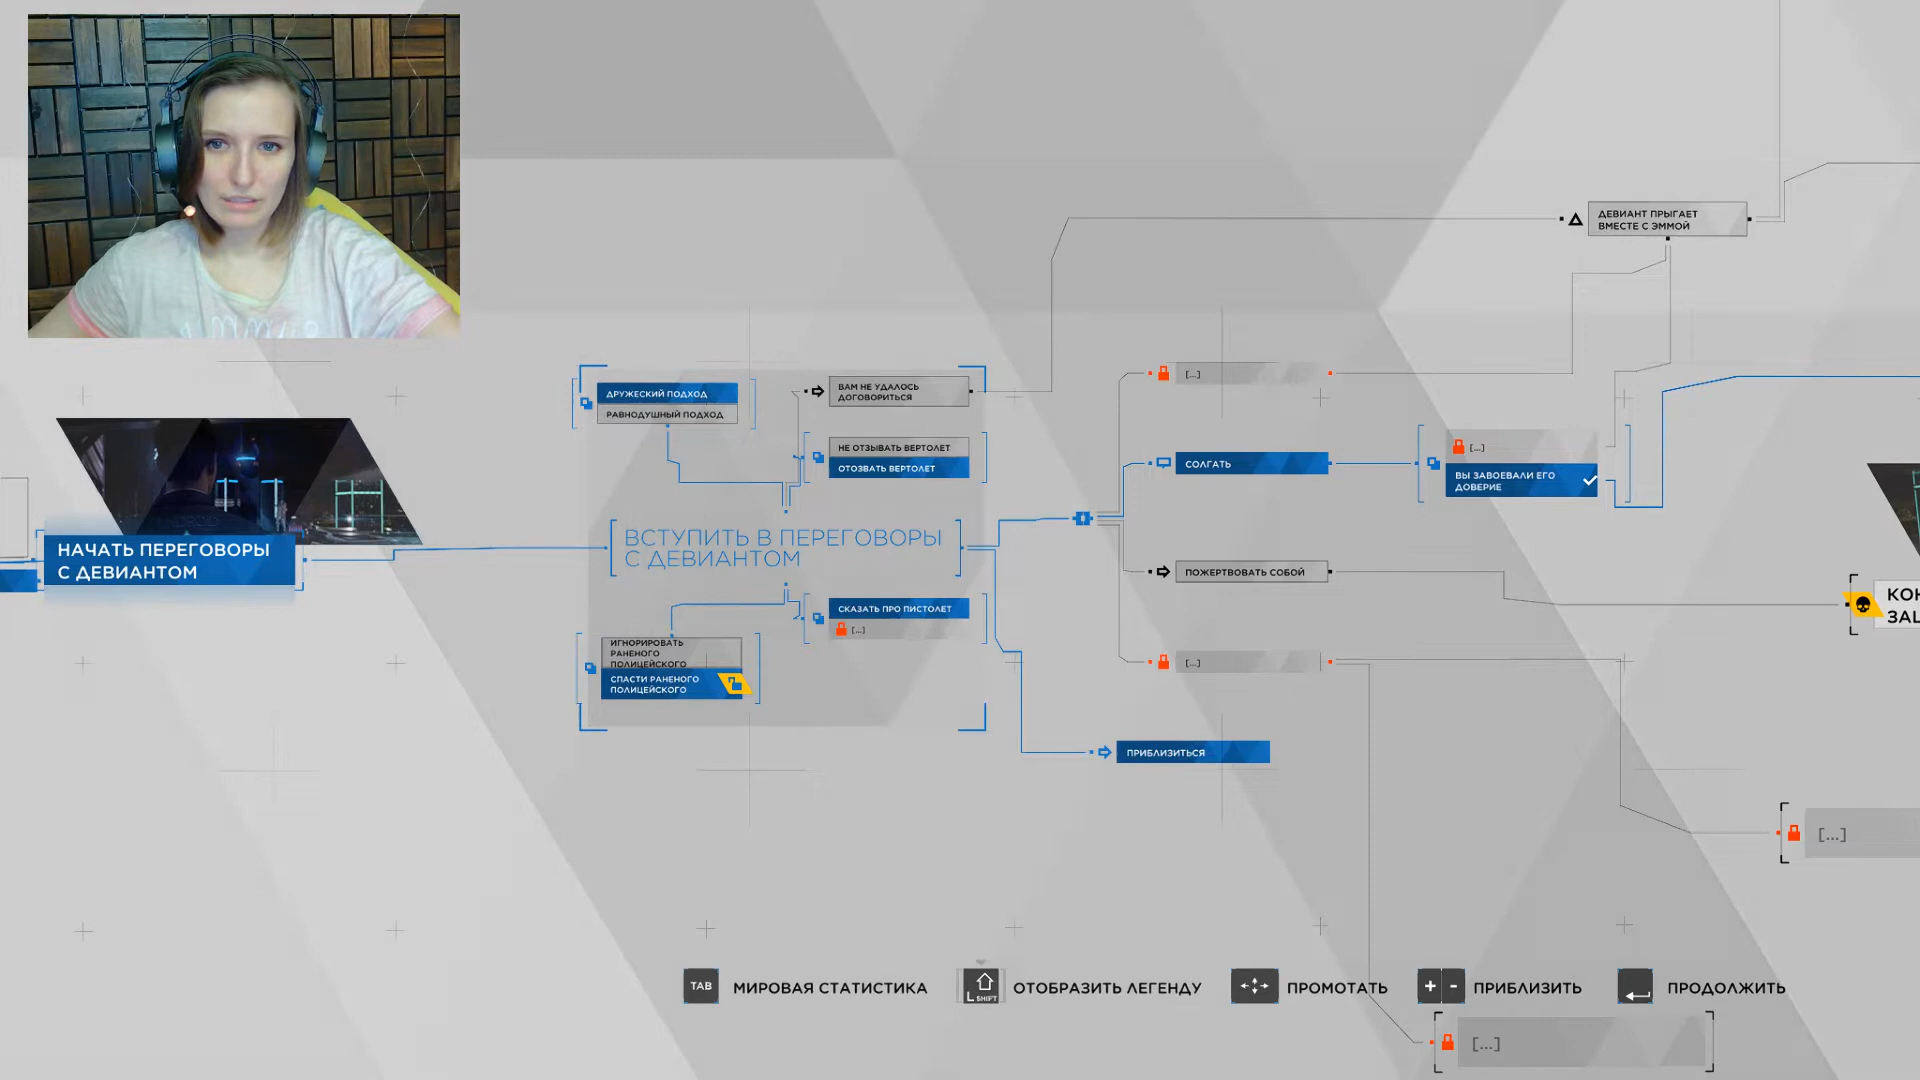 ДЕВИАНТ ПРЫГАЕТ
ВМЕСТЕ С ЭММОЙ
ДРУЖЕСКИЙ ПОДХОД
РАВНОДУШНЫЙ ПОДХОД
ВАМ НЕ УДАЛОСЬ
ДОГОВОРИТЬСЯ
НЕ ОТЗЫВАТЬ ВЕРТОЛЕТ
ОТОЗВАТЬ ВЕРТОЛЕТ
[...]
СОЛГАТЬ
[...]
ВЫ ЗАВОЕВАЛИ ЕГО
ДОВЕРИЕ
НАЧАТЬ ПЕРЕГОВОРЫ
С ДЕВИАНТОМ
ВСТУПИТЬ В ПЕРЕГОВОРЫ
С ДЕВИАНТОМ
ПОЖЕРТВОВАТЬ СОБОЙ
КОН
ЗАЩ
СКАЗАТЬ ПРО ПИСТОЛЕТ
[...]
ИГНОРИРОВАТЬ
РАНЕНОГО
ПОЛИЦЕЙСКОГО
СПАСТИ РАНЕНОГО
ПОЛИЦЕЙСКОГО
[...]
ПРИБЛИЗИТЬСЯ
[...]
TAB МИРОВАЯ СТАТИСТИКА
L SHIFT ОТОБРАЗИТЬ ЛЕГЕНДУ
ПРОМОТАТЬ
+ - ПРИБЛИЗИТЬ
ПРОДОЛЖИТЬ
[...]